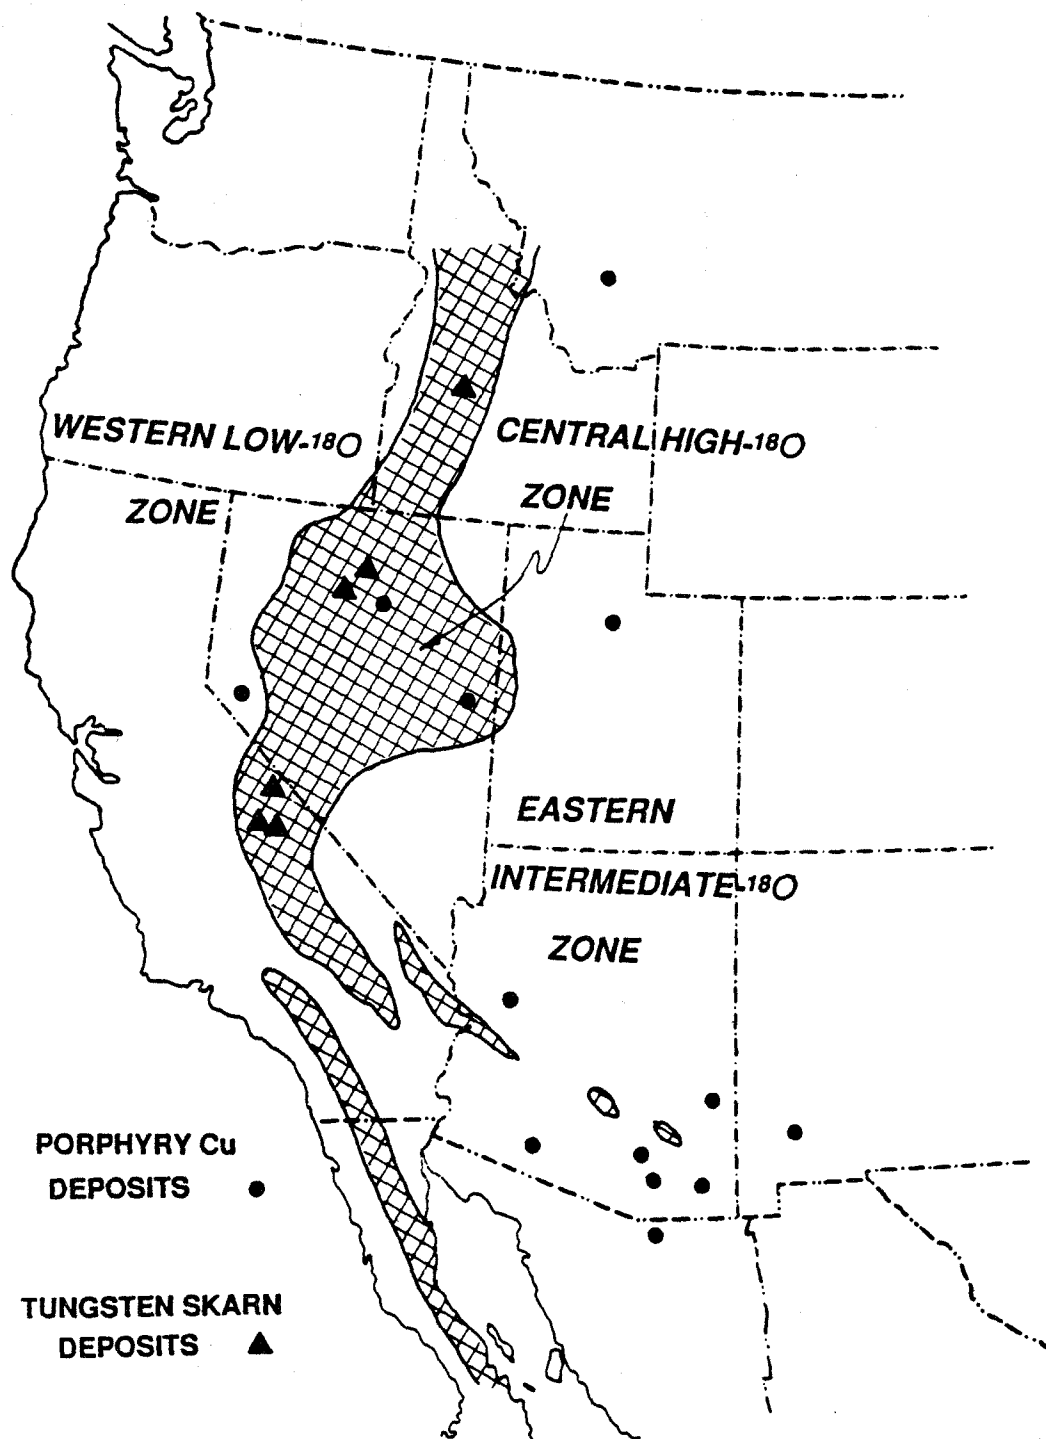 WESTERN LOW-¹⁸O
ZONE
CENTRAL HIGH-¹⁸O
ZONE
EASTERN
INTERMEDIATE-¹⁸O
ZONE
PORPHYRY Cu
DEPOSITS
TUNGSTEN SKARN
DEPOSITS